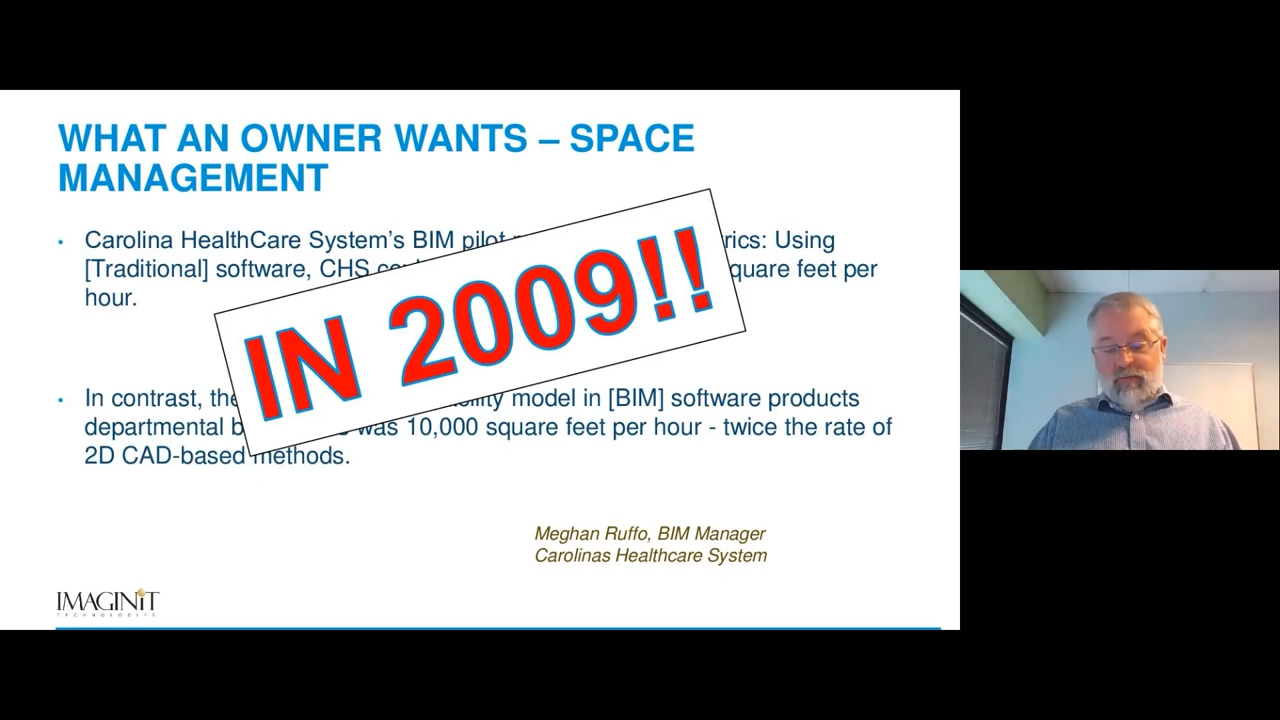 WHAT AN OWNER WANTS – SPACE
MANAGEMENT
• Carolina HealthCare System’s BIM pilot rics: Using
[Traditional] software, CHS quare feet per
hour.
IN 2009!!
• In contrast, the model in [BIM] software products
departmental was 10,000 square feet per hour - twice the rate of
2D CAD-based methods.
Meghan Ruffo, BIM Manager
Carolinas Healthcare System
IMAGINiT
TECHNOLOGIES